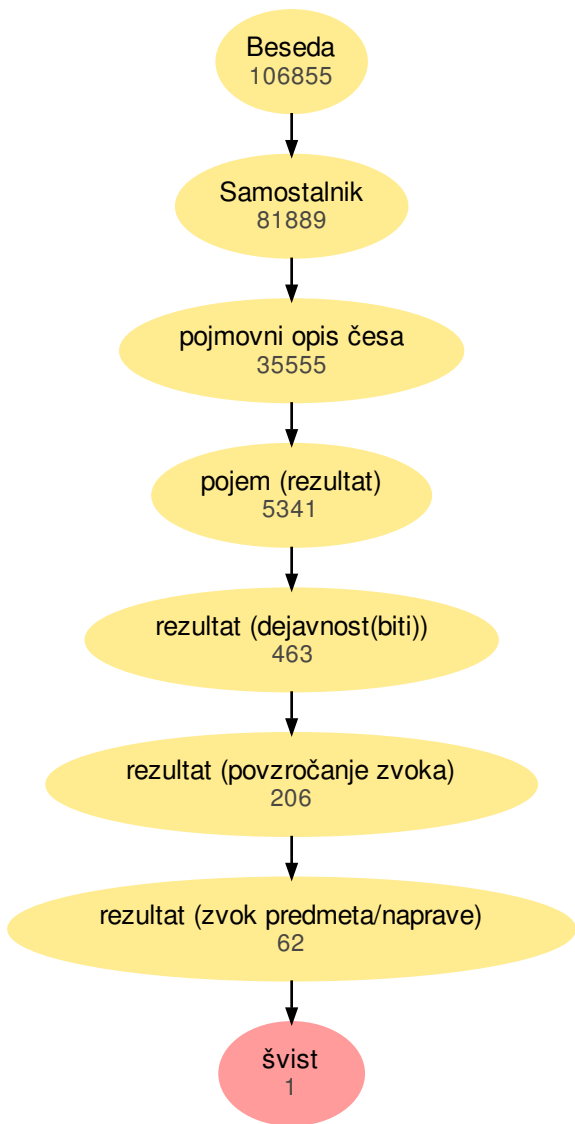 Beseda
106855
Samostalnik
81889
pojmovni opis česa
35555
pojem (rezultat)
5341
rezultat (dejavnost(biti))
463
rezultat (povzročanje zvoka)
206
rezultat (zvok predmeta/naprave)
62
švist
1